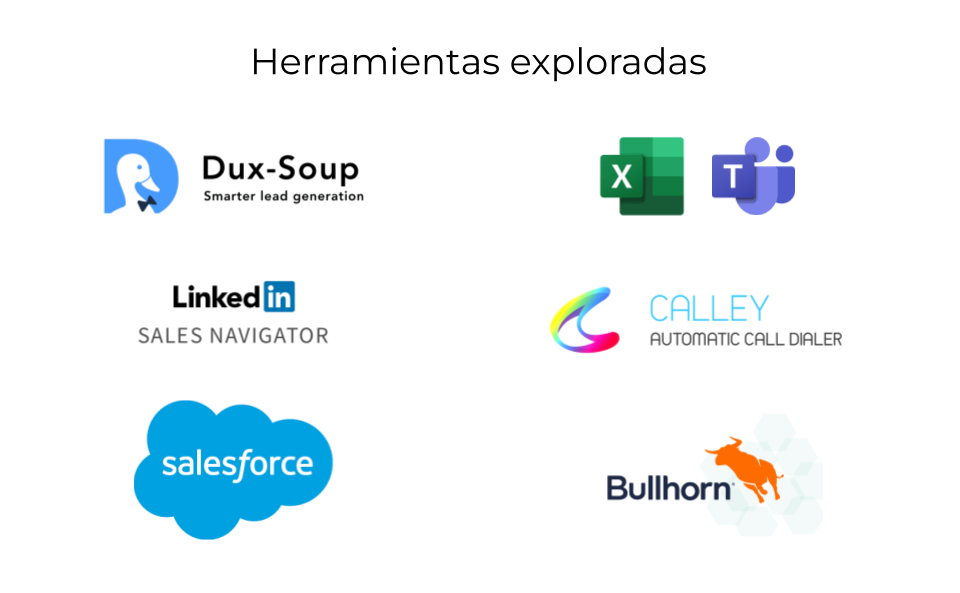 Herramientas exploradas
Dux-Soup
Smarter lead generation
X
T
Linked in
SALES NAVIGATOR
CALLEY
AUTOMATIC CALL DIALER
salesforce
Bullhorn